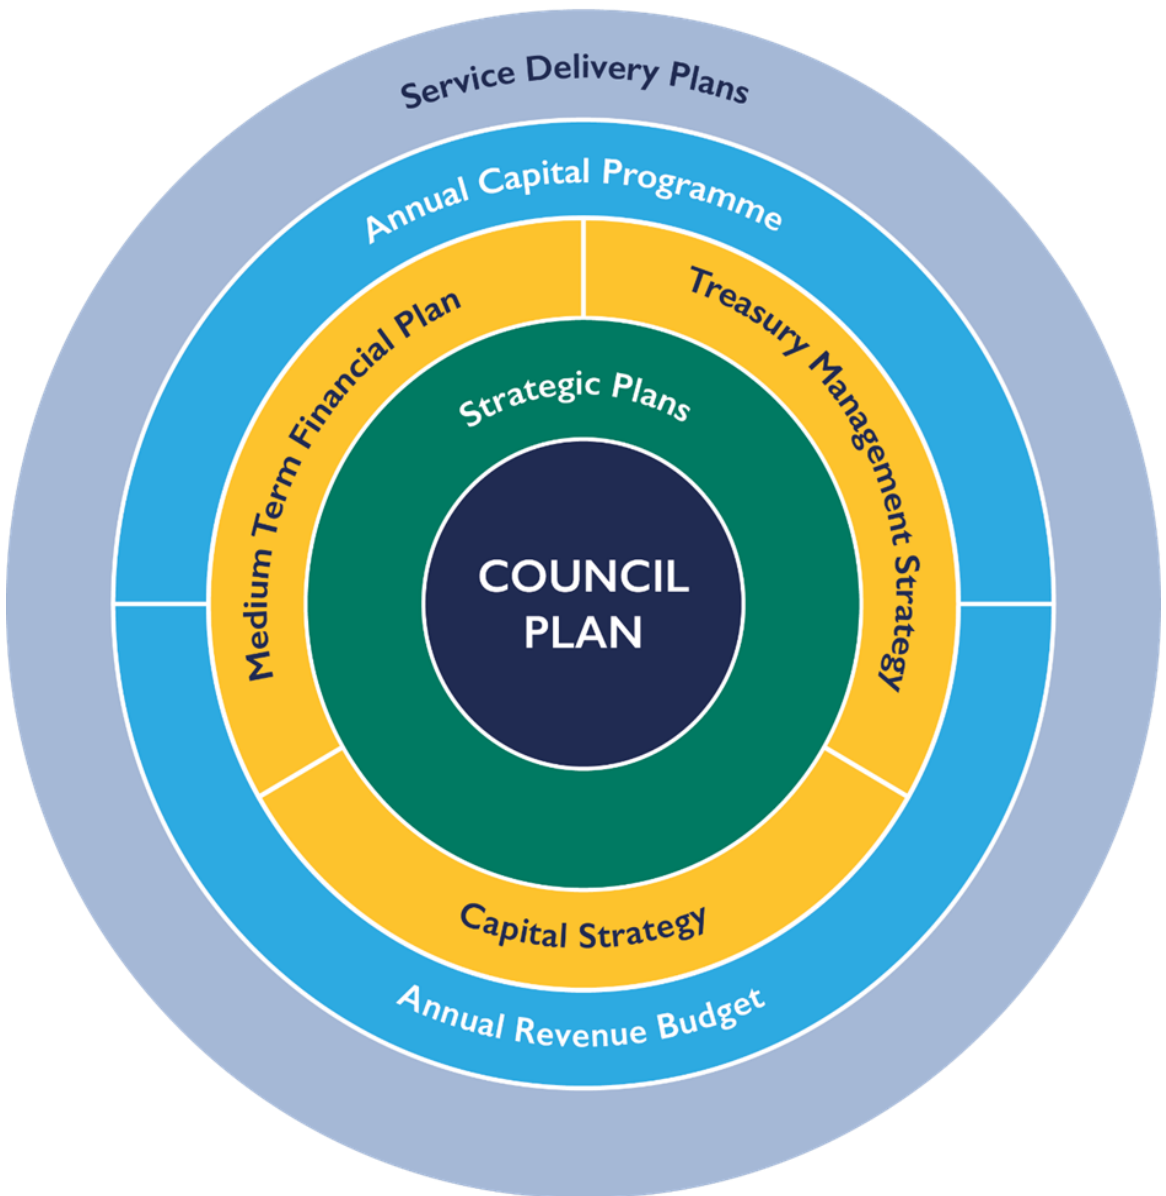 Service Delivery Plans
Annual Capital Programme
Medium Term Financial Plan
Treasury Management Strategy
Strategic Plans
COUNCIL
PLAN
Capital Strategy
Annual Revenue Budget